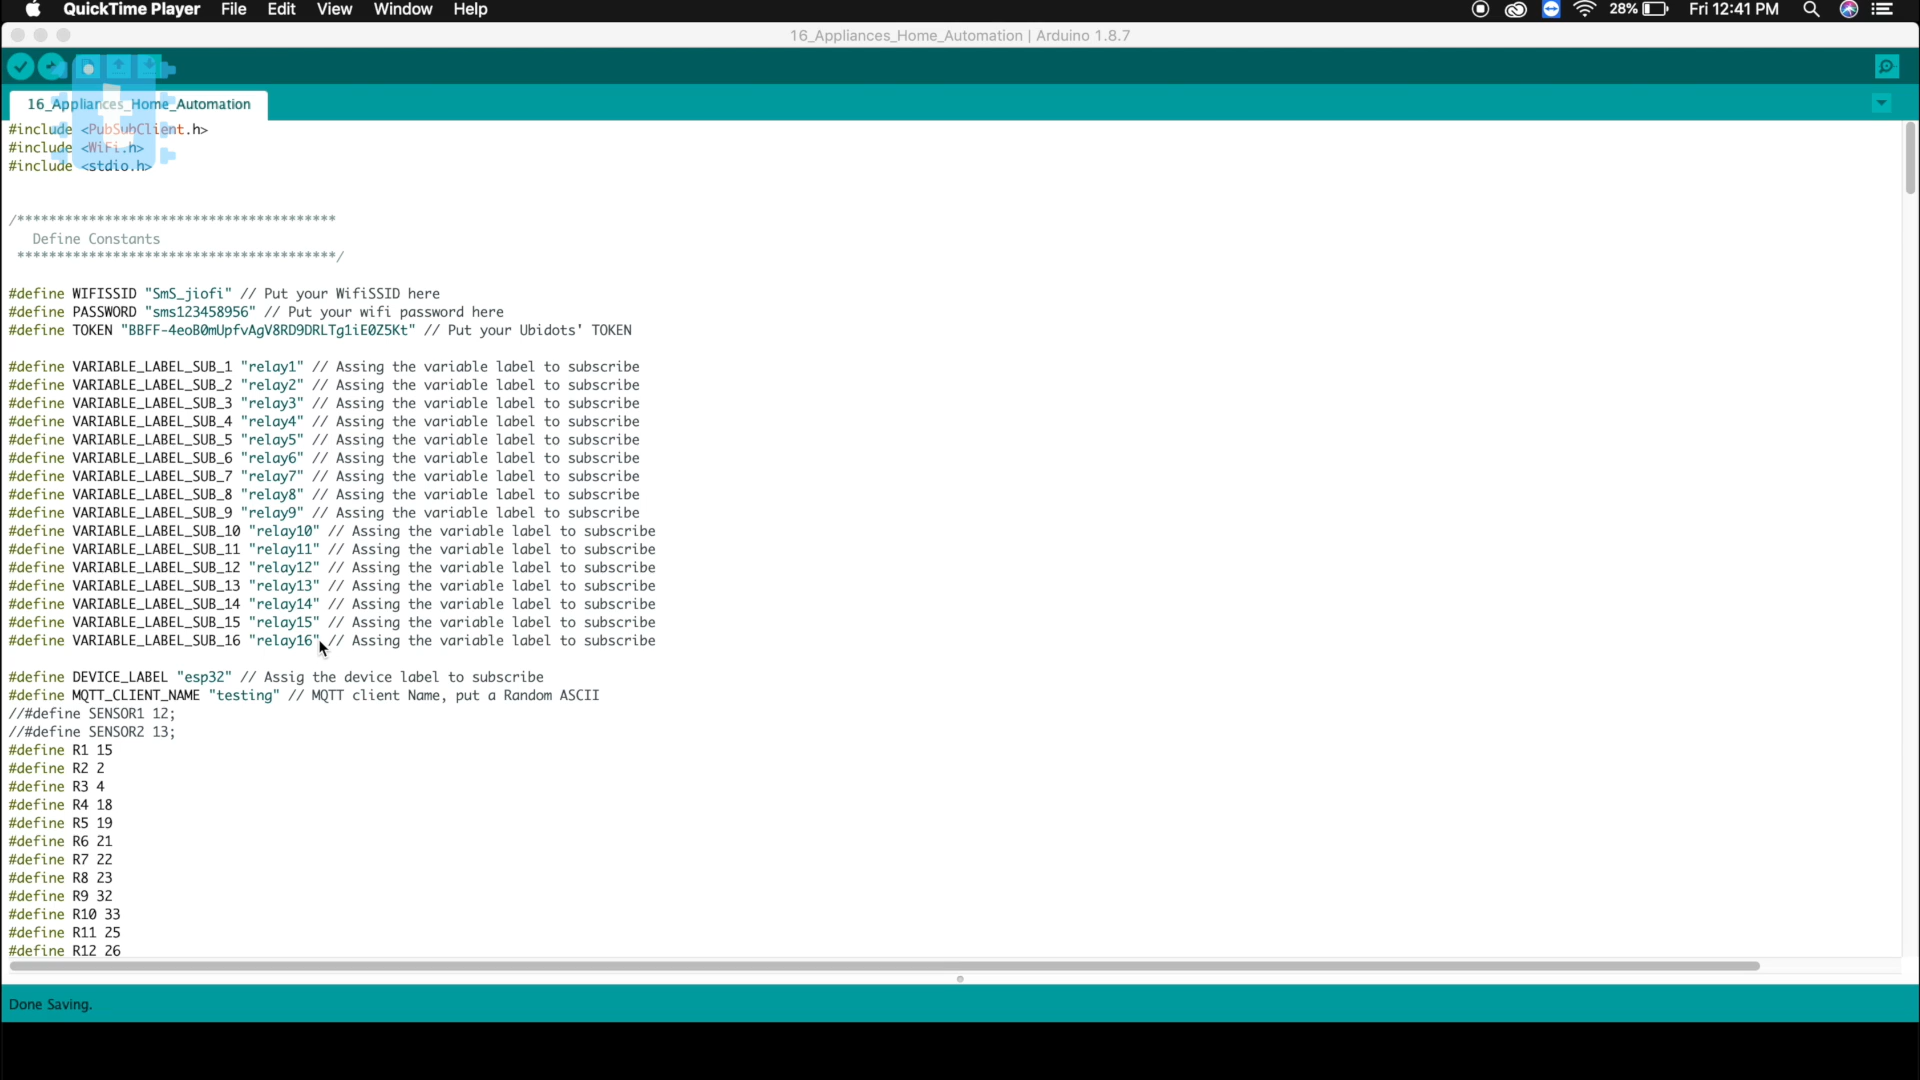 QuickTime Player File Edit View Window Help 28% Fri 12:41 PM
16_Appliances_Home_Automation | Arduino 1.8.7
16_Appliances_Home_Automation
#include <PubSubClient.h>
#include <WiFi.h>
#include <stdio.h>
/****************************************
Define Constants
****************************************/
#define WIFISSID "SmS_jiofi" // Put your WifiSSID here
#define PASSWORD "sms123458956" // Put your wifi password here
#define TOKEN "BBFF-4eoB0mUpfvAgV8RD9DRLTg1iE0Z5Kt" // Put your Ubidots' TOKEN
#define VARIABLE_LABEL_SUB_1 "relay1" // Assing the variable label to subscribe
#define VARIABLE_LABEL_SUB_2 "relay2" // Assing the variable label to subscribe
#define VARIABLE_LABEL_SUB_3 "relay3" // Assing the variable label to subscribe
#define VARIABLE_LABEL_SUB_4 "relay4" // Assing the variable label to subscribe
#define VARIABLE_LABEL_SUB_5 "relay5" // Assing the variable label to subscribe
#define VARIABLE_LABEL_SUB_6 "relay6" // Assing the variable label to subscribe
#define VARIABLE_LABEL_SUB_7 "relay7" // Assing the variable label to subscribe
#define VARIABLE_LABEL_SUB_8 "relay8" // Assing the variable label to subscribe
#define VARIABLE_LABEL_SUB_9 "relay9" // Assing the variable label to subscribe
#define VARIABLE_LABEL_SUB_10 "relay10" // Assing the variable label to subscribe
#define VARIABLE_LABEL_SUB_11 "relay11" // Assing the variable label to subscribe
#define VARIABLE_LABEL_SUB_12 "relay12" // Assing the variable label to subscribe
#define VARIABLE_LABEL_SUB_13 "relay13" // Assing the variable label to subscribe
#define VARIABLE_LABEL_SUB_14 "relay14" // Assing the variable label to subscribe
#define VARIABLE_LABEL_SUB_15 "relay15" // Assing the variable label to subscribe
#define VARIABLE_LABEL_SUB_16 "relay16" // Assing the variable label to subscribe
#define DEVICE_LABEL "esp32" // Assig the device label to subscribe
#define MQTT_CLIENT_NAME "testing" // MQTT client Name, put a Random ASCII
//#define SENSOR1 12;
//#define SENSOR2 13;
#define R1 15
#define R2 2
#define R3 4
#define R4 18
#define R5 19
#define R6 21
#define R7 22
#define R8 23
#define R9 32
#define R10 33
#define R11 25
#define R12 26
Done Saving.